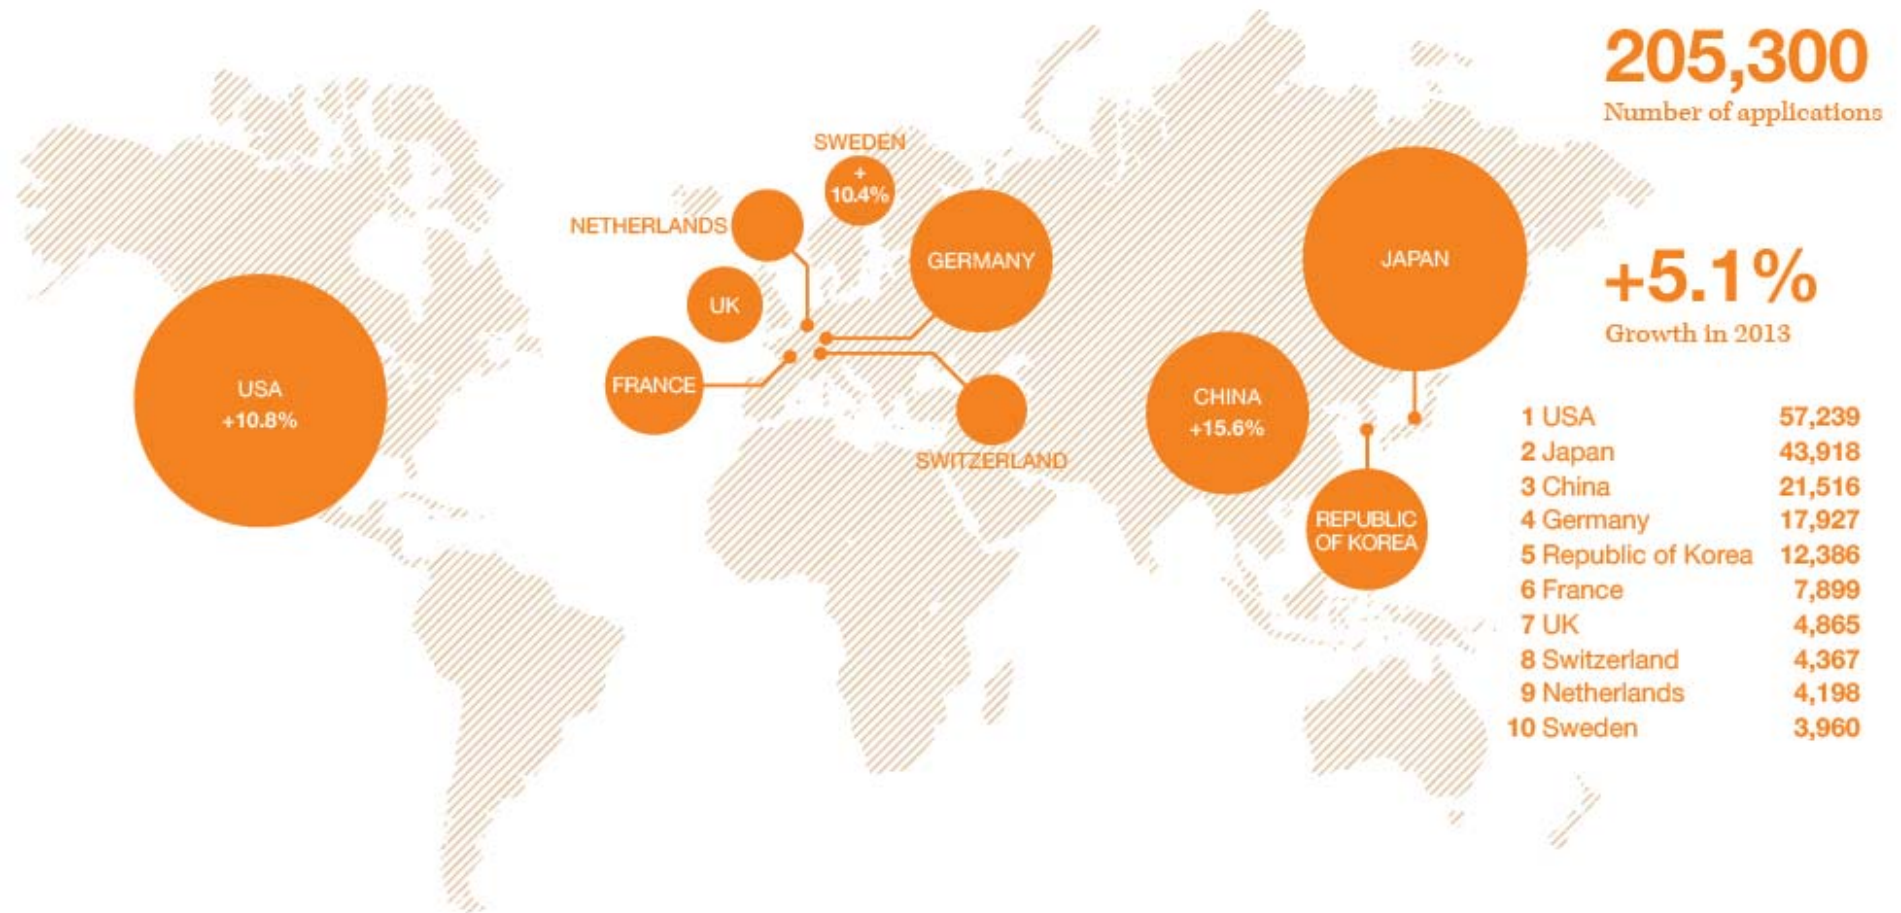 205,300
Number of applications
SWEDEN
+
10.4%
NETHERLANDS
GERMANY
JAPAN
UK
+5.1%
Growth in 2013
FRANCE
USA
+10.8%
CHINA
+15.6%
SWITZERLAND
REPUBLIC
OF KOREA
1 USA 57,239
2 Japan 43,918
3 China 21,516
4 Germany 17,927
5 Republic of Korea 12,386
6 France 7,899
7 UK 4,865
8 Switzerland 4,367
9 Netherlands 4,198
10 Sweden 3,960